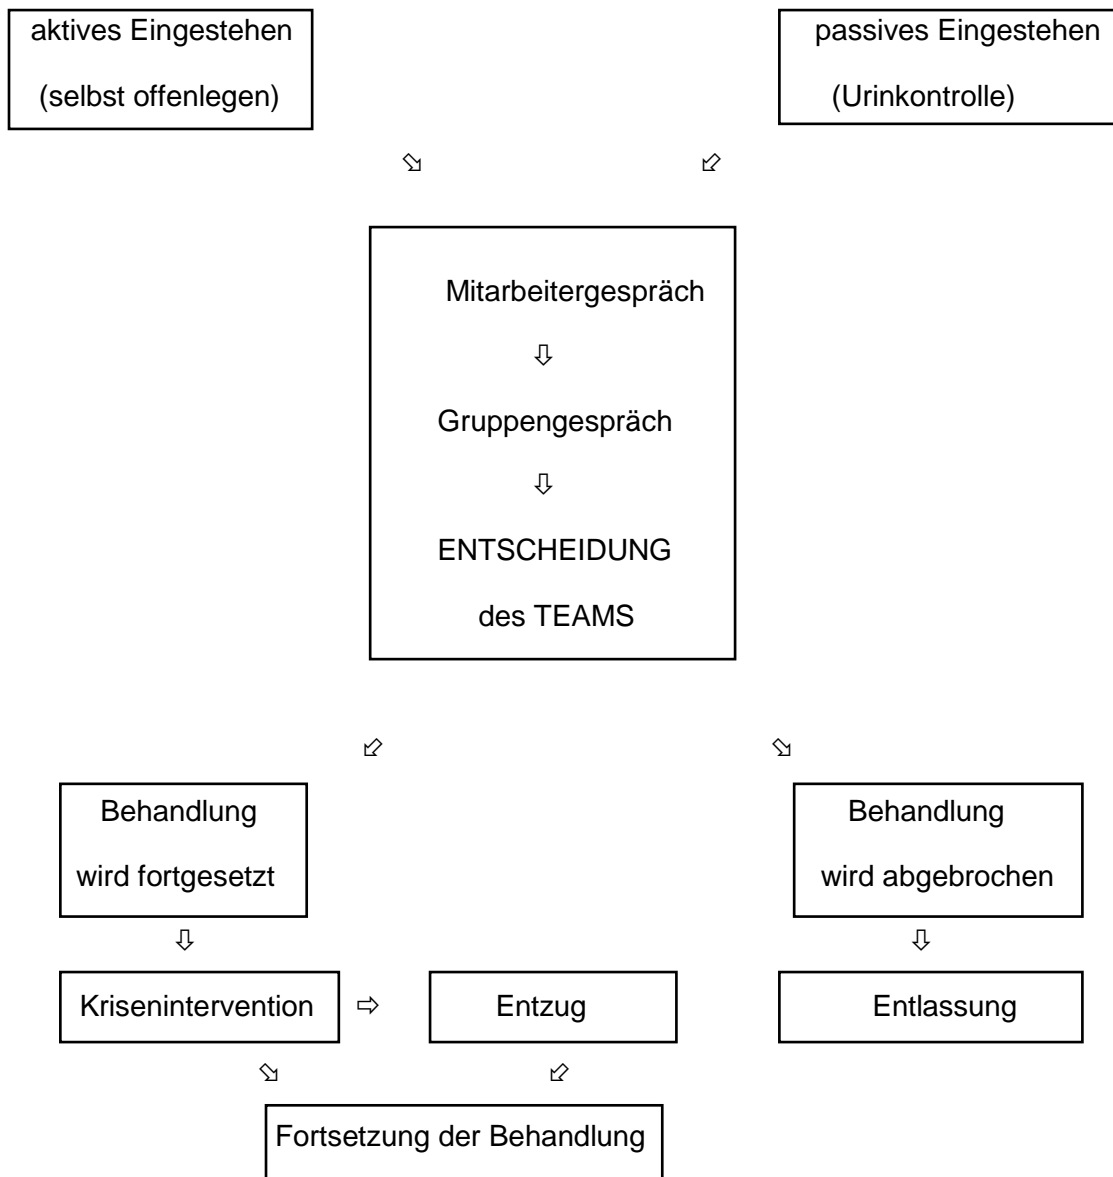 aktives Eingestehen
(selbst offenlegen)
passives Eingestehen
(Urinkontrolle)
Mitarbeitergespräch
Gruppengespräch
ENTSCHEIDUNG
des TEAMS
Behandlung
wird fortgesetzt
Behandlung
wird abgebrochen
Krisenintervention
Entzug
Entlassung
Fortsetzung der Behandlung